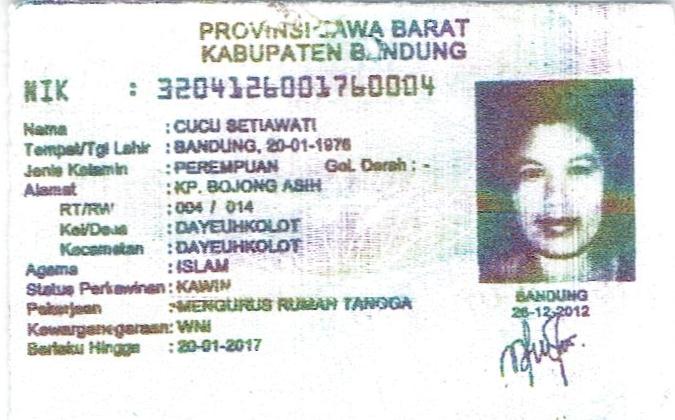 PROVINSI JAWA BARAT
KABUPATEN BANDUNG
NIK : 3204126001760004
Nama : CUCU SETIAWATI
Tempat/Tgl Lahir : BANDUNG, 20-01-1976
Jenis Kelamin : PEREMPUAN Gol. Darah : -
Alamat : KP. BOJONG ASIH
RT/RW : 004 / 014
Kel/Desa : DAYEUHKOLOT
Kecamatan : DAYEUHKOLOT
Agama : ISLAM
Status Perkawinan : KAWIN
Pekerjaan : MENGURUS RUMAH TANGGA
Kewarganegaraan : WNI
Berlaku Hingga : 20-01-2017
BANDUNG
26-12-2012